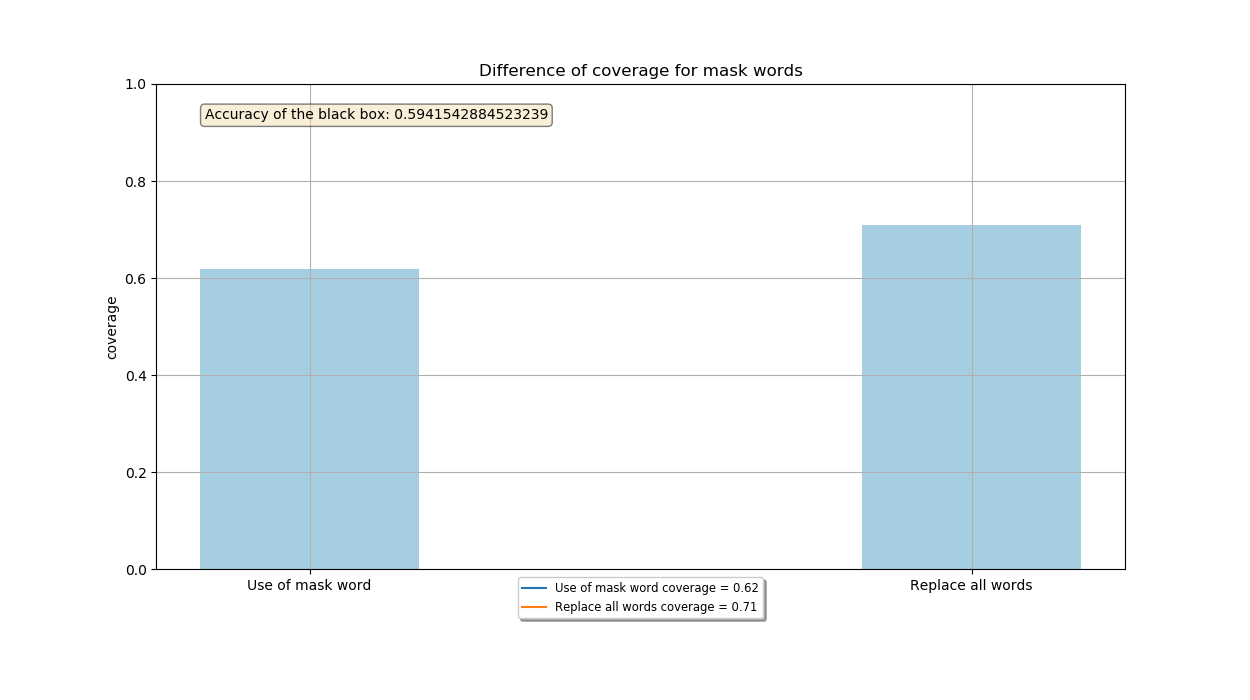 Difference of coverage for mask words
Accuracy of the black box: 0.5941542884523239
1.0
0.8
0.6
0.4
0.2
0.0
coverage
Use of mask word
Replace all words
Use of mask word coverage = 0.62
Replace all words coverage = 0.71